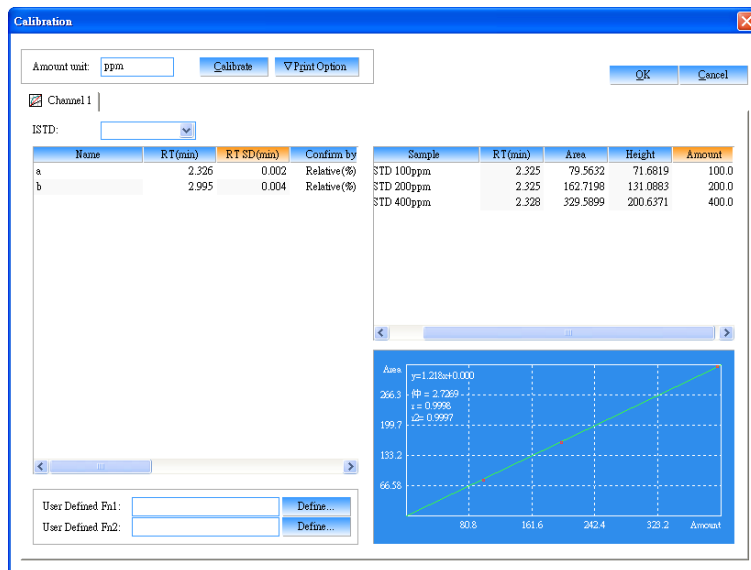 Calibration
Amount unit: ppm Calibrate ▽Print Option
OK Cancel
Channel 1
ISTD:
Name RT(min) RT SD(min) Confirm by
a 2.326 0.002 Relative(%)
b 2.995 0.004 Relative(%)
Sample RT(min) Area Height Amount
STD 100ppm 2.325 79.5632 71.6819 100.0
STD 200ppm 2.325 162.7198 131.0883 200.0
STD 400ppm 2.328 329.5899 200.6371 400.0
Area
y=1.218x+0.000
仲 = 2.7269
r = 0.9998
r2= 0.9997
266.3
199.7
133.2
66.58
80.8 161.6 242.4 323.2 Amount
User Defined Fn1: Define...
User Defined Fn2: Define...